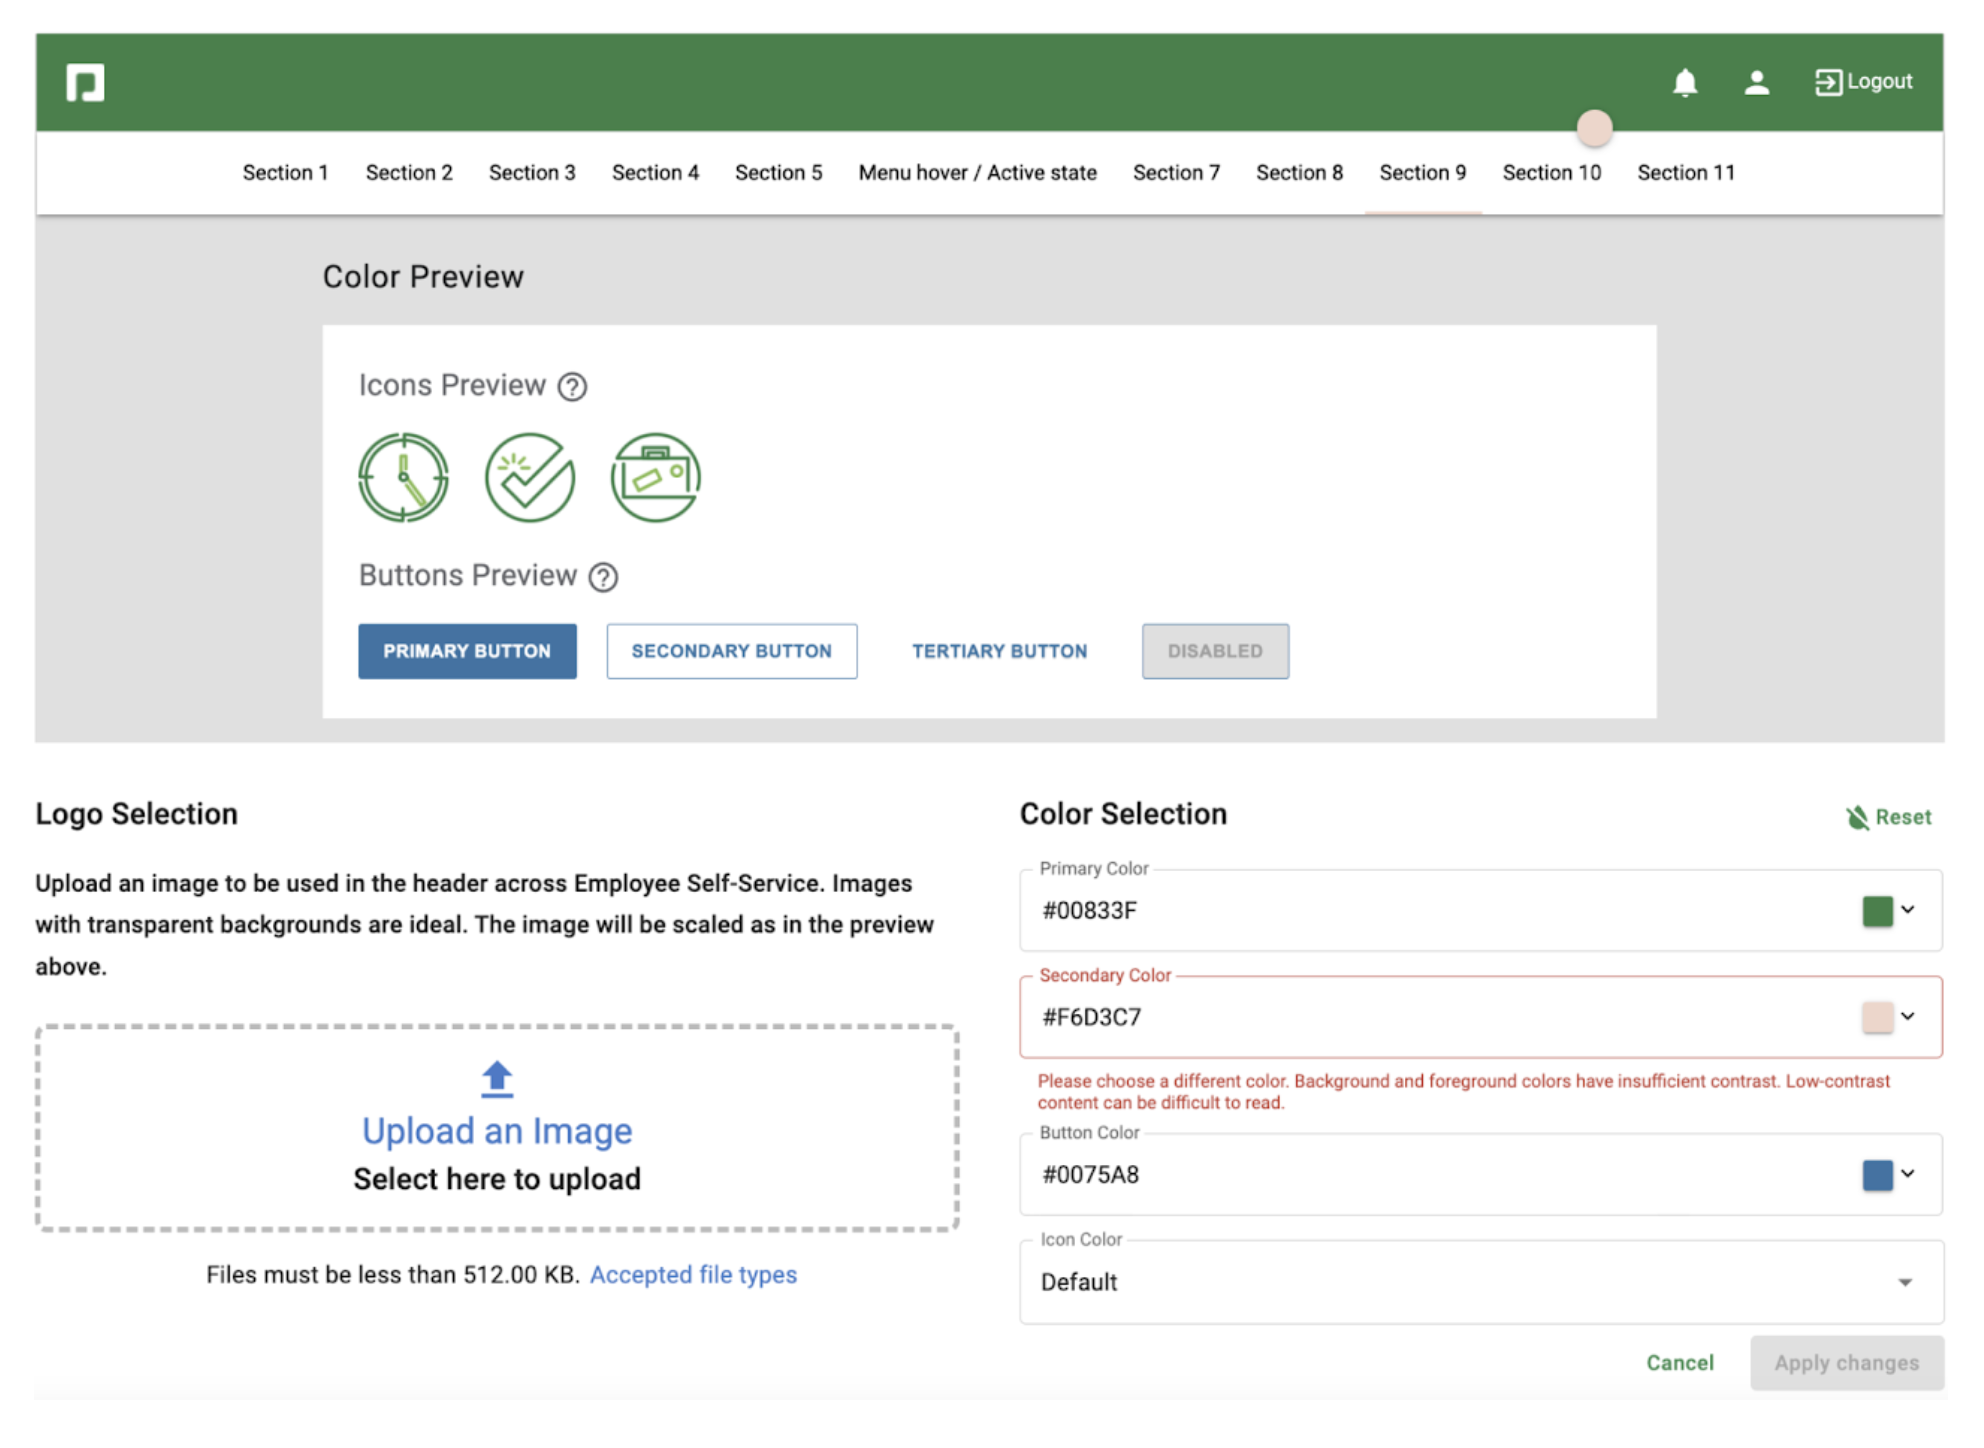 Logout
Section 1 Section 2 Section 3 Section 4 Section 5 Menu hover / Active state Section 7 Section 8 Section 9 Section 10 Section 11
Color Preview
Icons Preview
Buttons Preview
PRIMARY BUTTON SECONDARY BUTTON TERTIARY BUTTON DISABLED
Logo Selection
Upload an image to be used in the header across Employee Self-Service. Images
with transparent backgrounds are ideal. The image will be scaled as in the preview
above.
Upload an Image
Select here to upload
Files must be less than 512.00 KB. Accepted file types
Color Selection
Reset
Primary Color
#00833F
Secondary Color
#F6D3C7
Please choose a different color. Background and foreground colors have insufficient contrast. Low-contrast
content can be difficult to read.
Button Color
#0075A8
Icon Color
Default
Cancel Apply changes